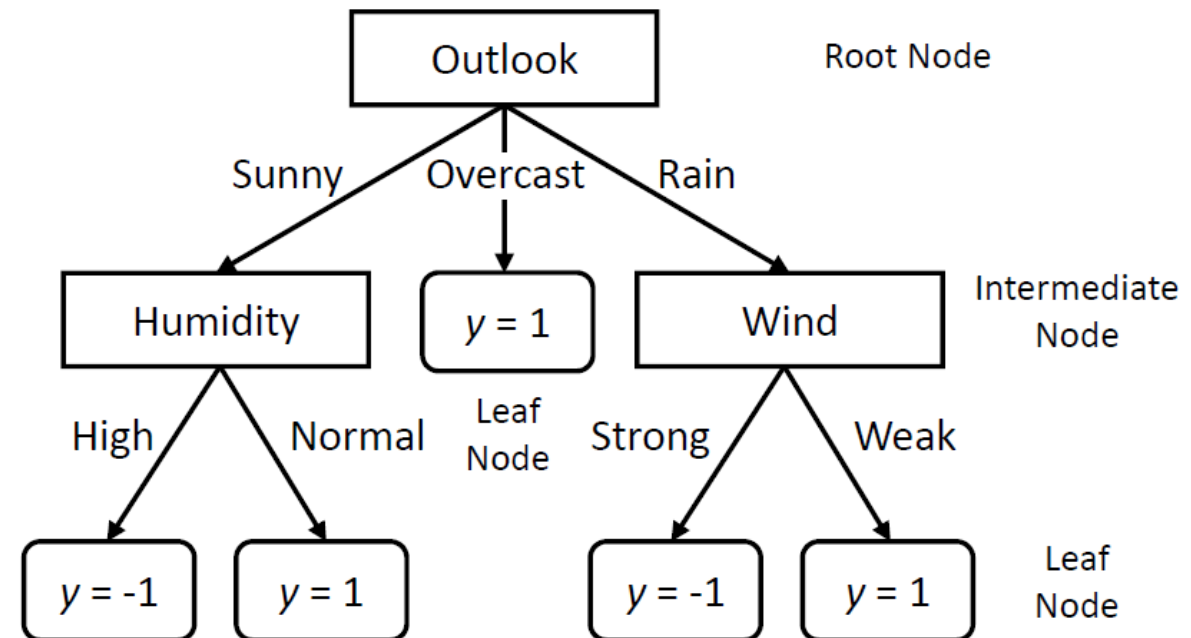 Outlook
Root Node
Sunny
Overcast
Rain
Humidity
y = 1
Wind
Intermediate
Node
High
Normal
Leaf
Node
Strong
Weak
y = -1
y = 1
y = -1
y = 1
Leaf
Node